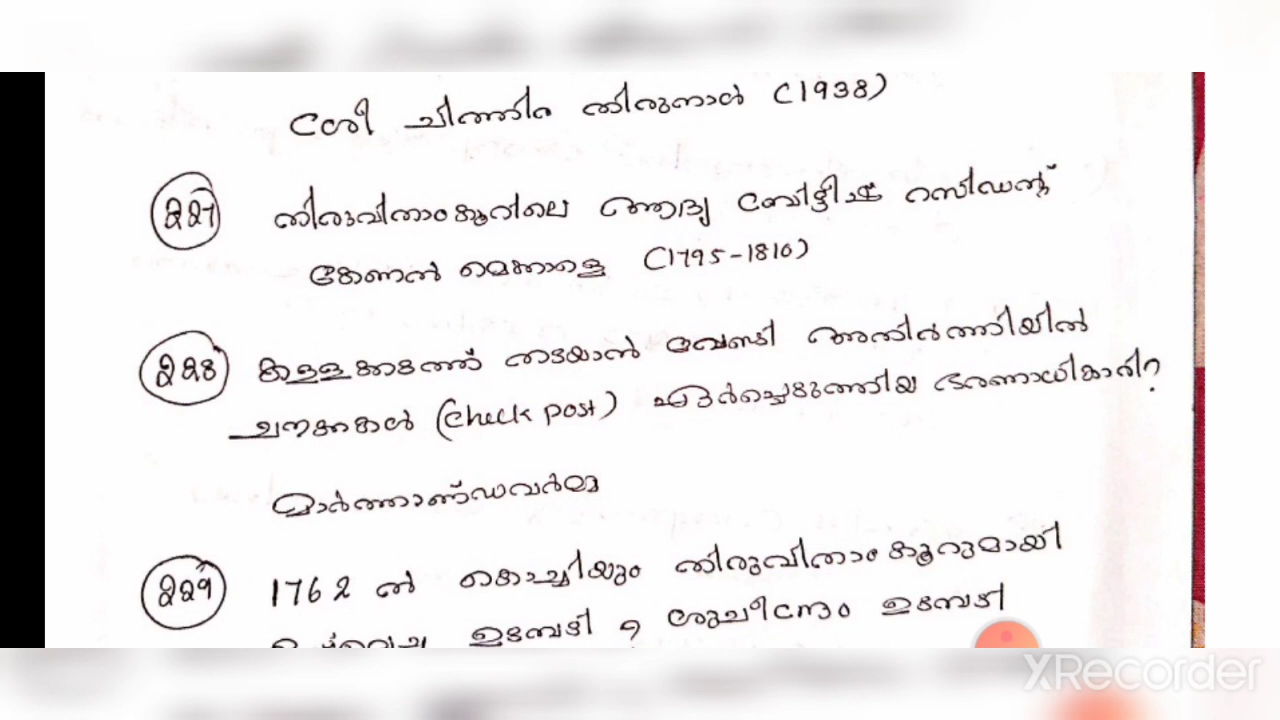 ശ്രീ ചിത്തിര തിരുനാൾ (1938)
227 തിരുവിതാംകൂറിലെ ആദ്യ ബ്രിട്ടീഷ് റസിഡന്റ്
കേണൽ മെക്കാളെ (1795-1810)
228 കള്ളക്കടത്ത് തടയാൻ വേണ്ടി അതിർത്തിയിൽ
ചൗക്കകൾ (check post) ഏർപ്പെടുത്തിയ ഭരണാധികാരി?
മാർത്താണ്ഡവർമ്മ
229 1762 ൽ കൊച്ചിയും തിരുവിതാംകൂറുമായി
ഉടമ്പടി ? ശുചീന്ദ്രം ഉടമ്പടി
XRecorder